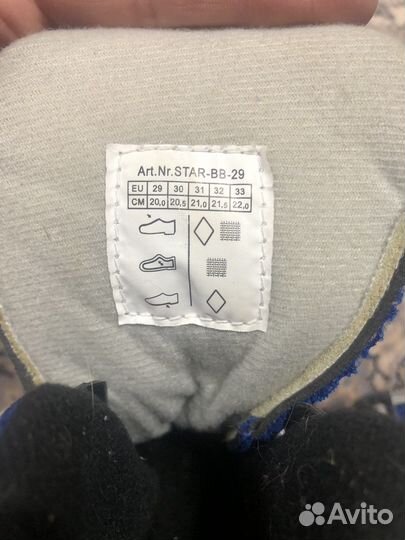 Art.Nr.STAR-BB-29
EU 29 30 31 32 33
CM 20,0 20,5 21,0 21,5 22,0
Avito